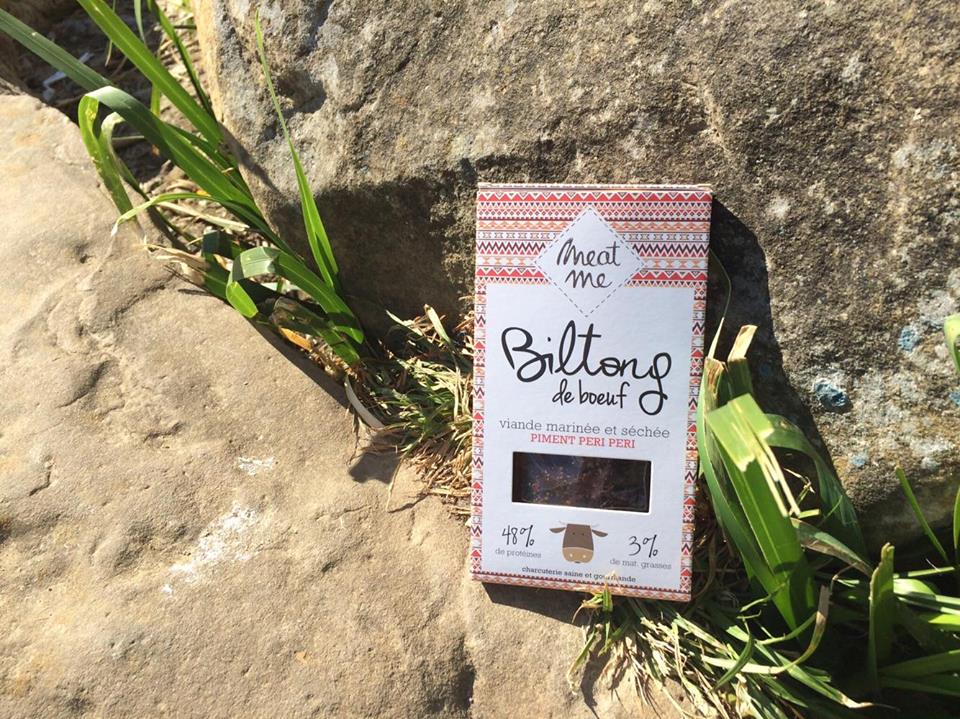 meat
me
Biltong
de boeuf
viande marinée et séchée
PIMENT PERI PERI
48%
de protéines
3%
de mat. grasses
charcuterie saine et gourmande